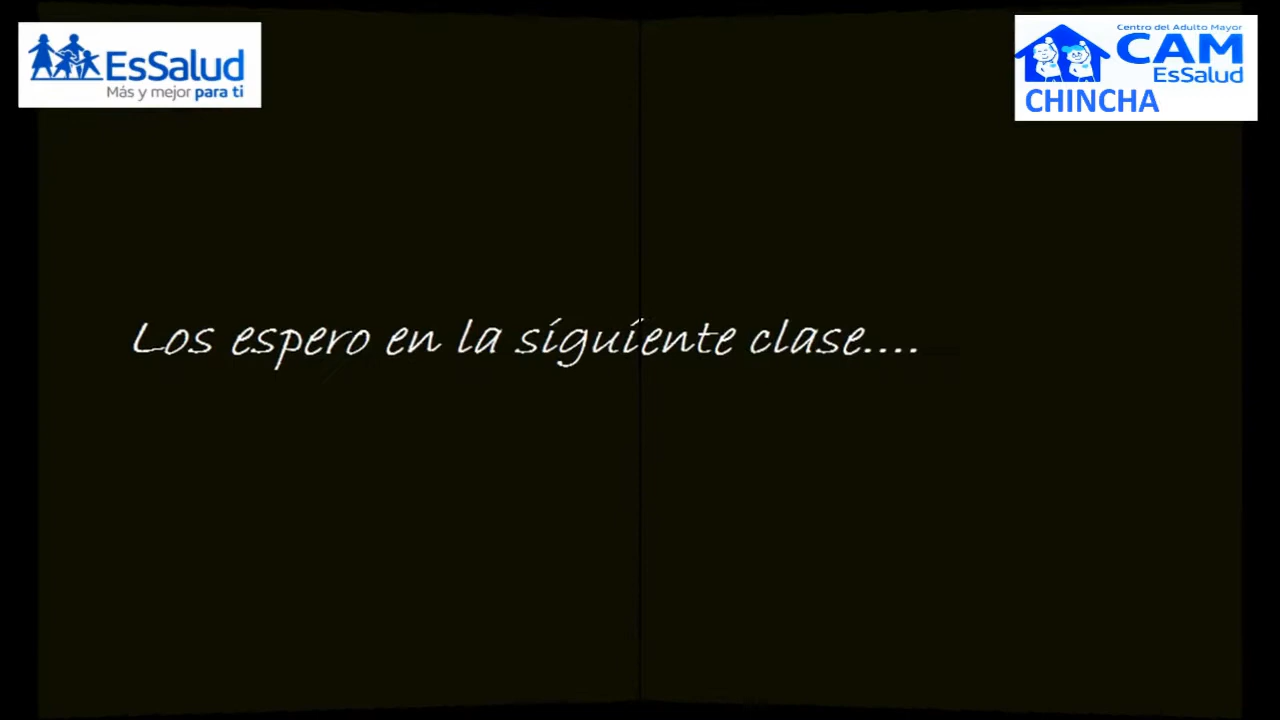 EsSalud
Más y mejor para ti
Centro del Adulto Mayor
CAM
EsSalud
CHINCHA
Los espero en la siguiente clase....